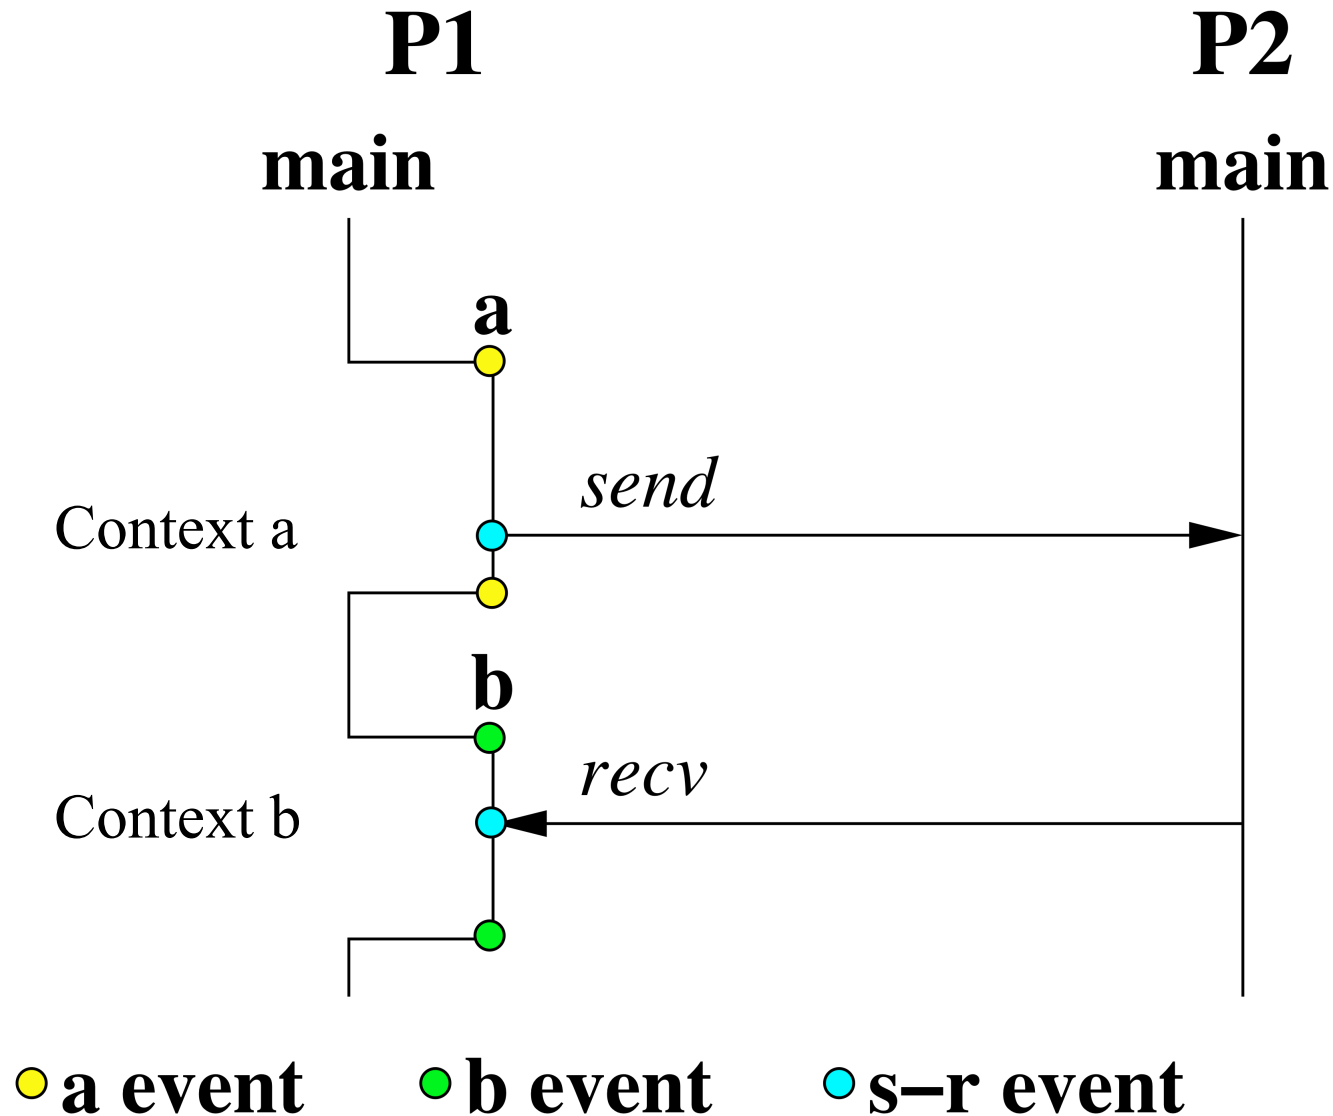 P1 P2
main main
a
send
Context a
b
recv
Context b
a event b event s–r event